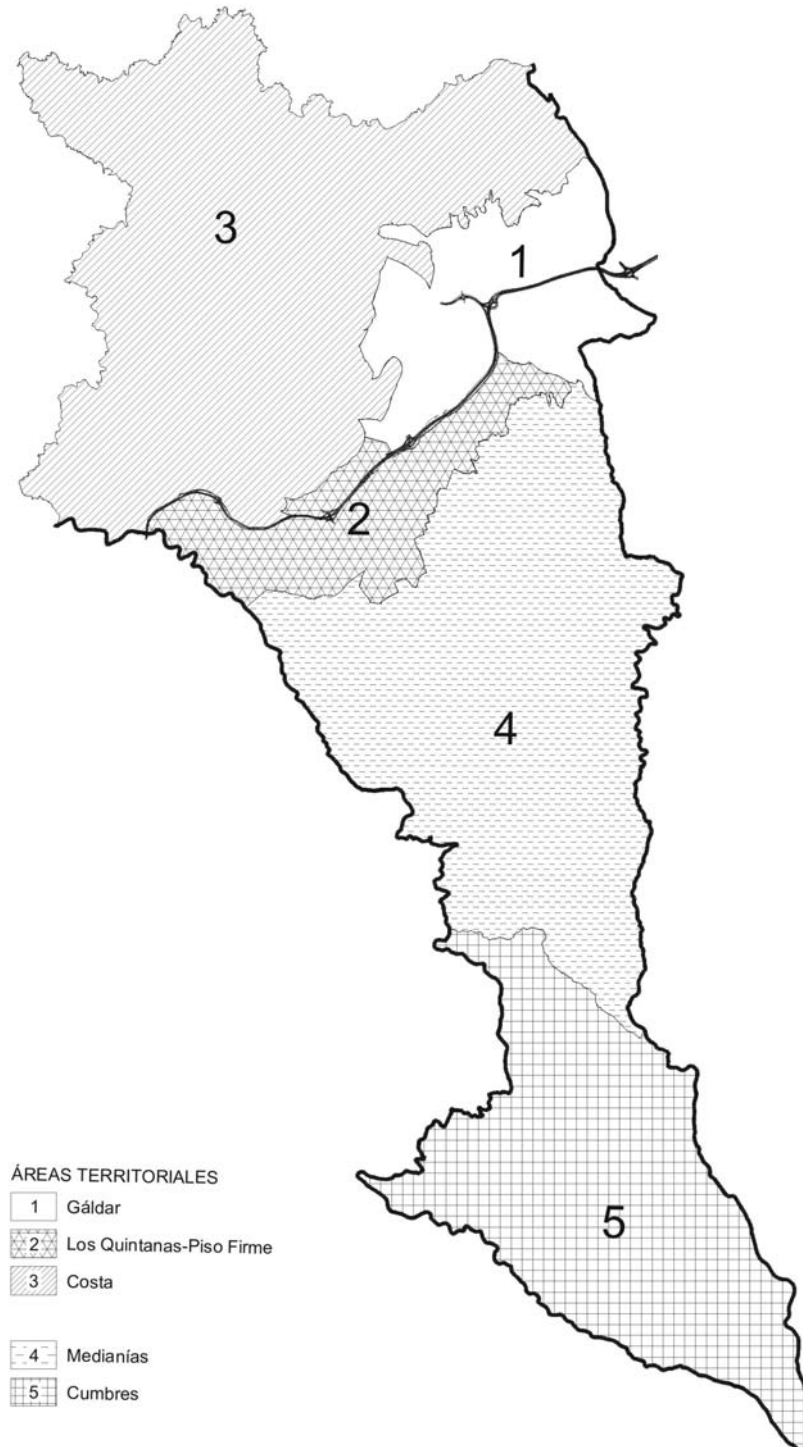 3
1
2
4
5
ÁREAS TERRITORIALES
1 Gáldar
2 Los Quintanas-Piso Firme
3 Costa
4 Medianías
5 Cumbres